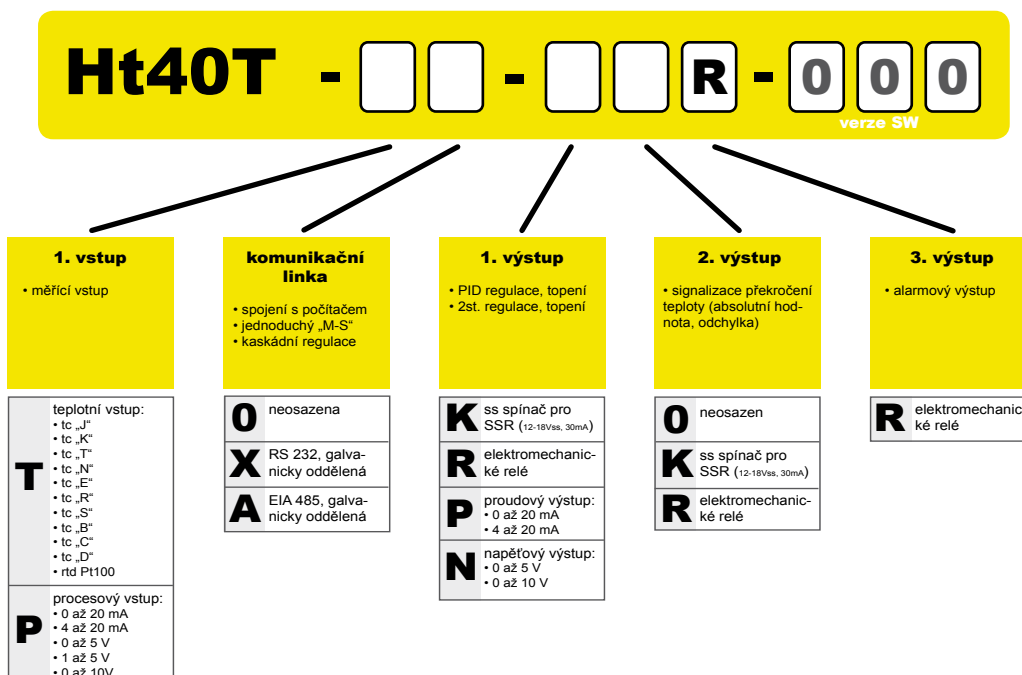 Ht40T - - R - 0 0 0
verze SW
1. vstup
• měřící vstup
T
teplotní vstup:
• tc „J“
• tc „K“
• tc „T“
• tc „N“
• tc „E“
• tc „R“
• tc „S“
• tc „B“
• tc „C“
• tc „D“
• rtd Pt100
P
procesový vstup:
• 0 až 20 mA
• 4 až 20 mA
• 0 až 5 V
• 1 až 5 V
• 0 až 10V
komunikační
linka
• spojení s počítačem
• jednoduchý „M-S“
• kaskádní regulace
0 neosazena
X RS 232, galva-
nicky oddělená
A EIA 485, galva-
nicky oddělená
1. výstup
• PID regulace, topení
• 2st. regulace, topení
K ss spínač pro
SSR (12-18Vss, 30mA)
R elektromechanic-
ké relé
P proudový výstup:
• 0 až 20 mA
• 4 až 20 mA
N napěťový výstup:
• 0 až 5 V
• 0 až 10 V
2. výstup
• signalizace překročení
teploty (absolutní hod-
nota, odchylka)
0 neosazen
K ss spínač pro
SSR (12-18Vss, 30mA)
R elektromechanic-
ké relé
3. výstup
• alarmový výstup
R elektromechanic
ké relé